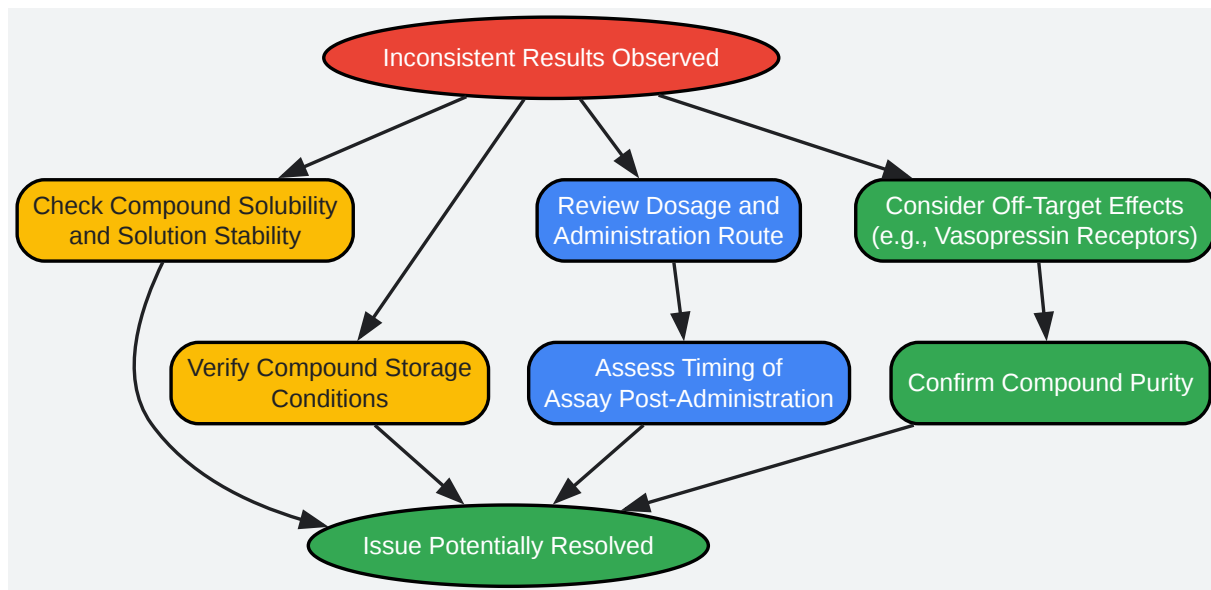 Inconsistent Results Observed
Check Compound Solubility
and Solution Stability
Review Dosage and
Administration Route
Consider Off-Target Effects
(e.g., Vasopressin Receptors)
Verify Compound Storage
Conditions
Assess Timing of
Assay Post-Administration
Confirm Compound Purity
Issue Potentially Resolved